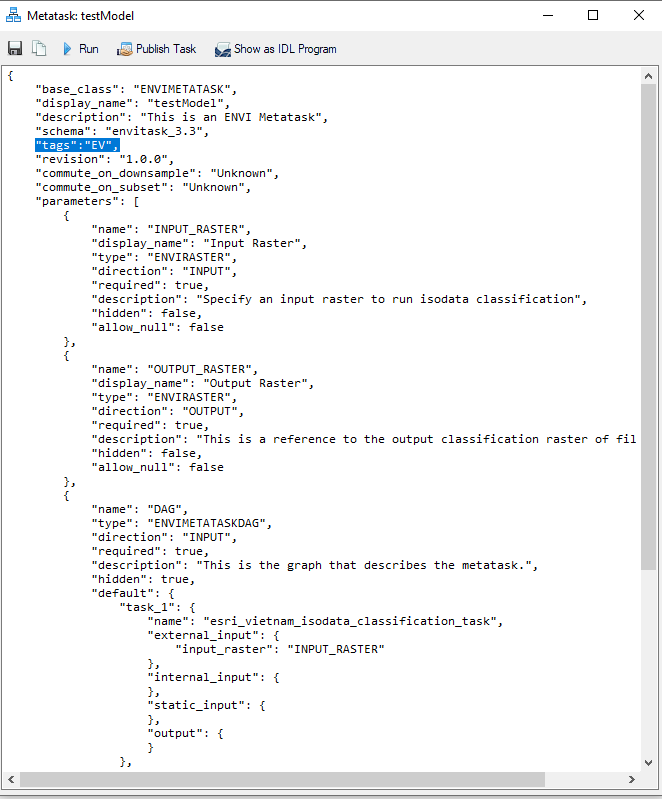 Metatask: testModel
Run Publish Task Show as IDL Program
{
    "base_class": "ENVIMETATASK",
    "display_name": "testModel",
    "description": "This is an ENVI Metatask",
    "schema": "envitask_3.3",
    "tags":"EV",
    "revision": "1.0.0",
    "commute_on_downsample": "Unknown",
    "commute_on_subset": "Unknown",
    "parameters": [
        {
            "name": "INPUT_RASTER",
            "display_name": "Input Raster",
            "type": "ENVIRASTER",
            "direction": "INPUT",
            "required": true,
            "description": "Specify an input raster to run isodata classification",
            "hidden": false,
            "allow_null": false
        },
        {
            "name": "OUTPUT_RASTER",
            "display_name": "Output Raster",
            "type": "ENVIRASTER",
            "direction": "OUTPUT",
            "required": true,
            "description": "This is a reference to the output classification raster of fil
            "hidden": false,
            "allow_null": false
        },
        {
            "name": "DAG",
            "type": "ENVIMETATASKDAG",
            "direction": "INPUT",
            "required": true,
            "description": "This is the graph that describes the metatask.",
            "hidden": true,
            "default": {
                "task_1": {
                    "name": "esri_vietnam_isodata_classification_task",
                    "external_input": {
                        "input_raster": "INPUT_RASTER"
                    },
                    "internal_input": {
                    },
                    "static_input": {
                    },
                    "output": {
                    }
                },